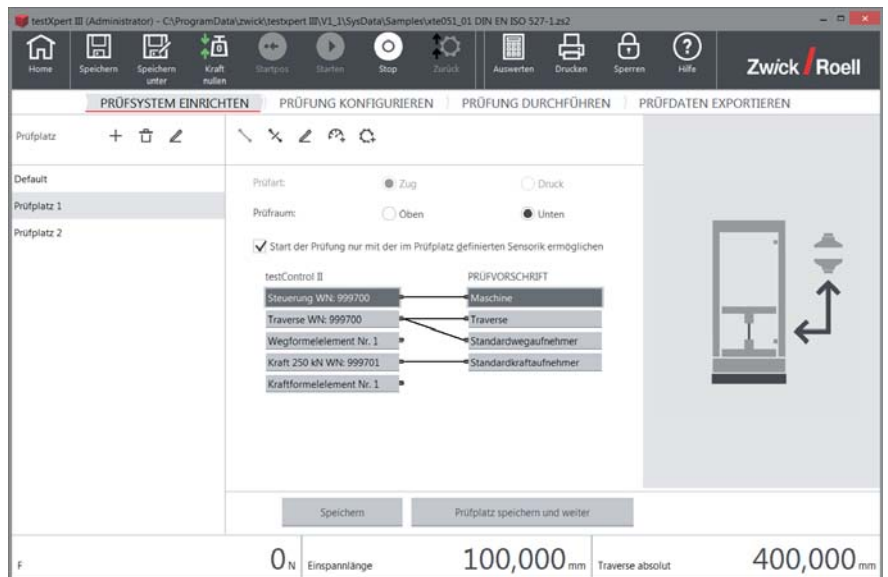 testXpert III (Administrator) - C:\ProgramData\zwick\testxpert III\V1_1\SysData\Samples\xte051_01 DIN EN ISO 527-1.zs2
Home
Speichern
Speichern unter
Kraft nullen
Startpos
Starten
Stop
Zurück
Auswerten
Drucken
Sperren
Hilfe
Zwick Roell
PRÜFSYSTEM EINRICHTEN
PRÜFUNG KONFIGURIEREN
PRÜFUNG DURCHFÜHREN
PRÜFDATEN EXPORTIEREN
Prüfplatz
Default
Prüfplatz 1
Prüfplatz 2
Prüfart: Zug Druck
Prüfraum: Oben Unten
Start der Prüfung nur mit der im Prüfplatz definierten Sensorik ermöglichen
testControl II PRÜFVORSCHRIFT
Steuerung WN: 999700 Maschine
Traverse WN: 999700 Traverse
Wegformelelement Nr. 1 Standardwegaufnehmer
Kraft 250 kN WN: 999701 Standardkraftaufnehmer
Kraftformelelement Nr. 1
Speichern Prüfplatz speichern und weiter
F 0 N Einspannlänge 100,000 mm Traverse absolut 400,000 mm